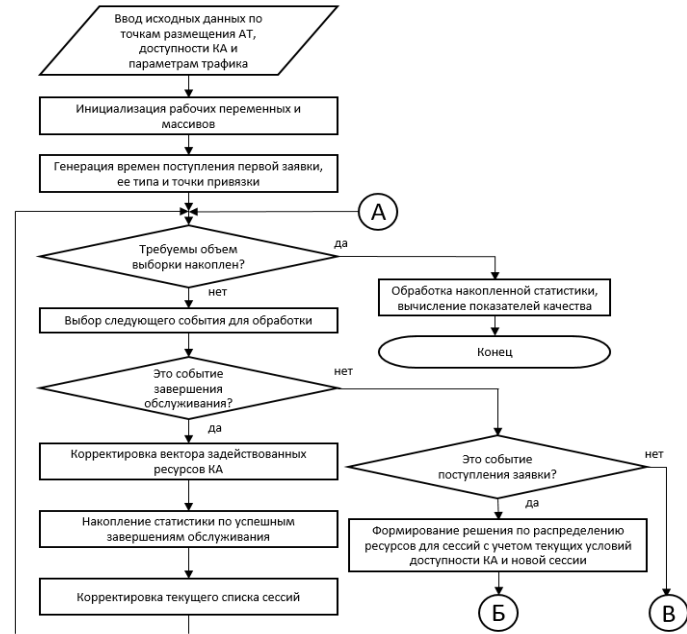 Ввод исходных данных по
точкам размещения АТ,
доступности КА и
параметрам трафика
Инициализация рабочих переменных и
массивов
Генерация времен поступления первой заявки,
ее типа и точки привязки
А
Требуемы объем
выборки накоплен?
да
нет
Обработка накопленной статистики,
вычисление показателей качества
Выбор следующего события для обработки
Конец
Это событие
завершения
обслуживания?
нет
да
Корректировка вектора задействованных
ресурсов КА
Это событие
поступления заявки?
нет
да
Накопление статистики по успешным
завершениям обслуживания
Формирование решения по распределению
ресурсов для сессий с учетом текущих условий
доступности КА и новой сессии
Корректировка текущего списка сессий
Б
В